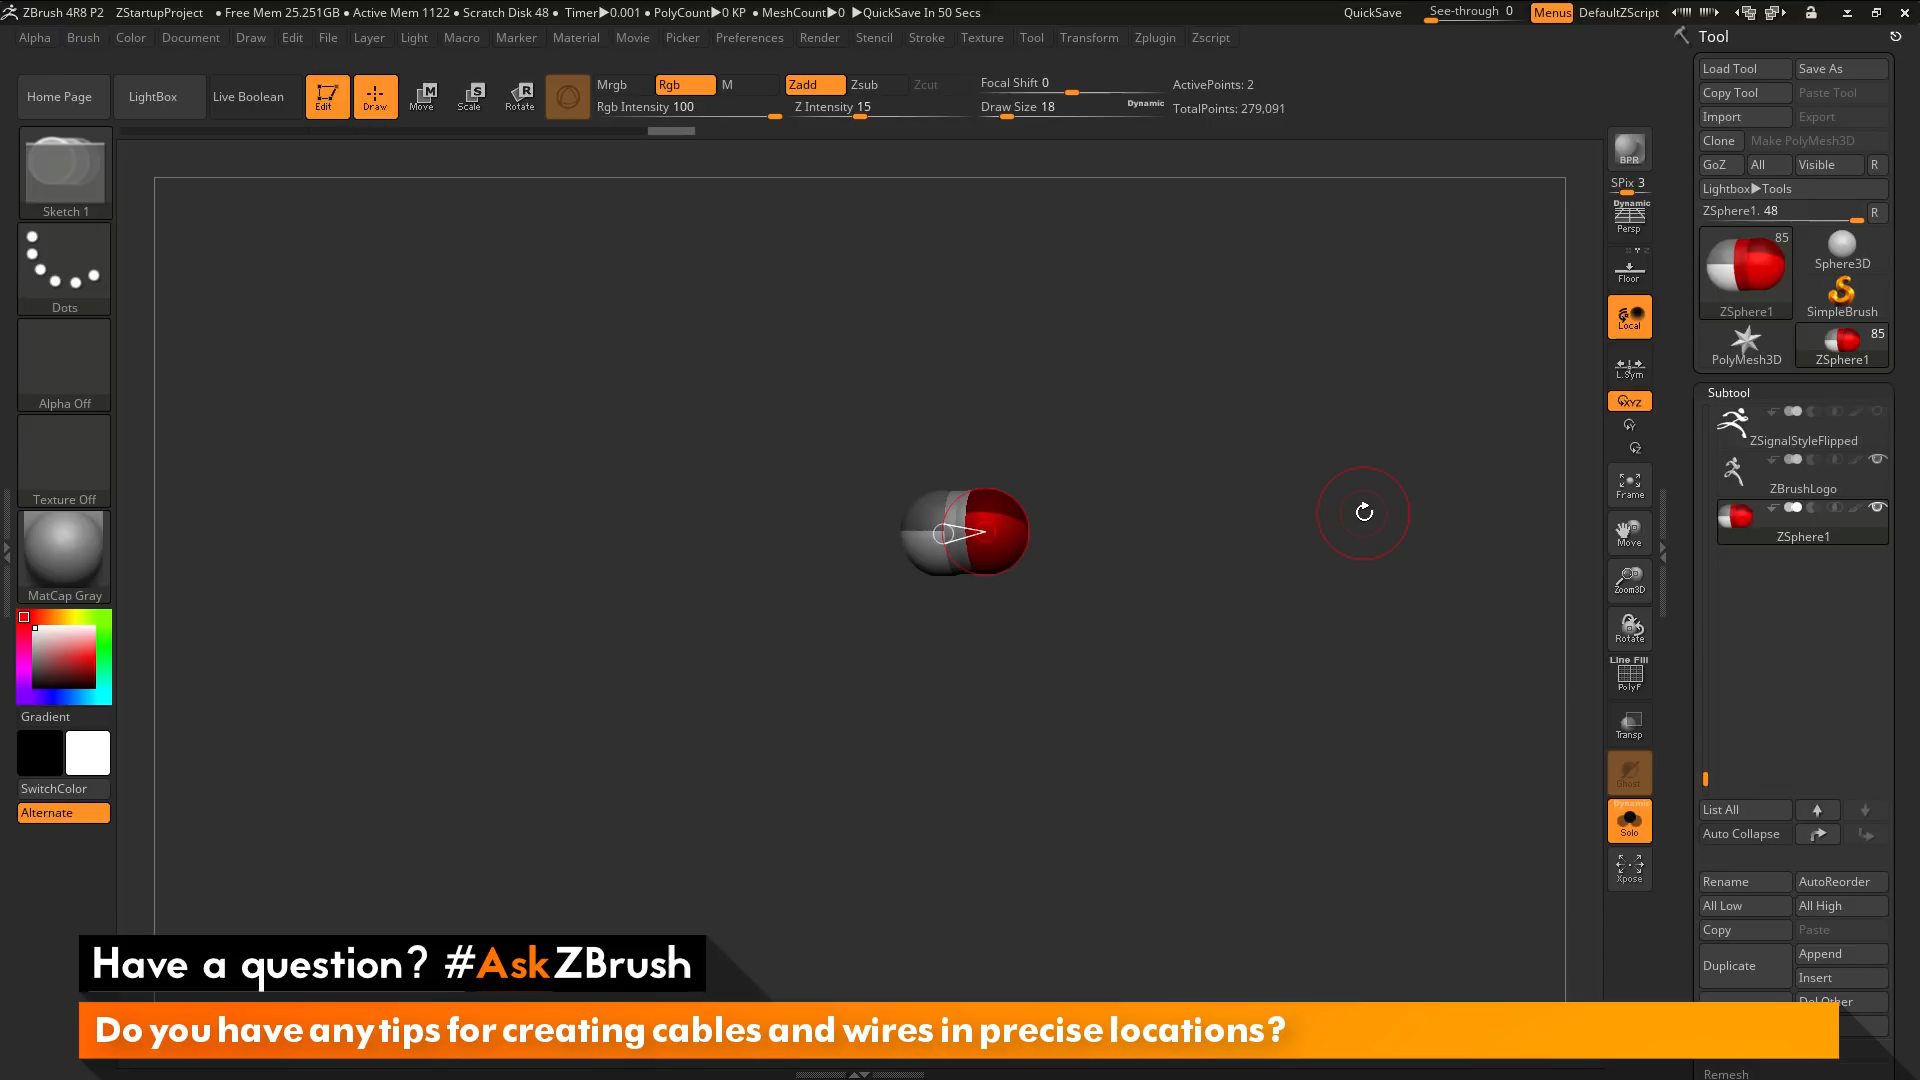 ZBrush 4R8 P2 ZStartupProject ● Free Mem 25.251GB ● Active Mem 1122 ● Scratch Disk 48 ● Timer▶0.001 ● PolyCount▶0 KP ● MeshCount▶0 ▶QuickSave In 50 Secs QuickSave See-through 0 Menus DefaultZScript
Alpha Brush Color Document Draw Edit File Layer Light Macro Marker Material Movie Picker Preferences Render Stencil Stroke Texture Tool Transform Zplugin Zscript
Tool
Home Page LightBox Live Boolean Edit Draw Move Scale Rotate
M S R
Mrgb Rgb M Zadd Zsub Zcut
Rgb Intensity 100 Z Intensity 15
Focal Shift 0
Draw Size 18 Dynamic
ActivePoints: 2
TotalPoints: 279,091
Load Tool Save As
Copy Tool Paste Tool
Import Export
Clone Make PolyMesh3D
GoZ All Visible R
Lightbox▶Tools
ZSphere1. 48 R
85
ZSphere1
Sphere3D
SimpleBrush
PolyMesh3D
85
ZSphere1
Subtool
ZSignalStyleFlipped
ZBrushLogo
ZSphere1
List All
Auto Collapse
Rename AutoReorder
All Low All High
Copy Paste
Duplicate Append
Insert
Del Other
Remesh
Sketch 1
Dots
Alpha Off
Texture Off
MatCap Gray
Gradient
SwitchColor
Alternate
BPR
SPix 3
Dynamic
Persp
Floor
Local
L.Sym
XYZ
Y
Z
Frame
Move
Zoom3D
Rotate
Line Fill
PolyF
Transp
Ghost
Dynamic
Solo
Xpose
Have a question? #AskZBrush
Do you have any tips for creating cables and wires in precise locations?